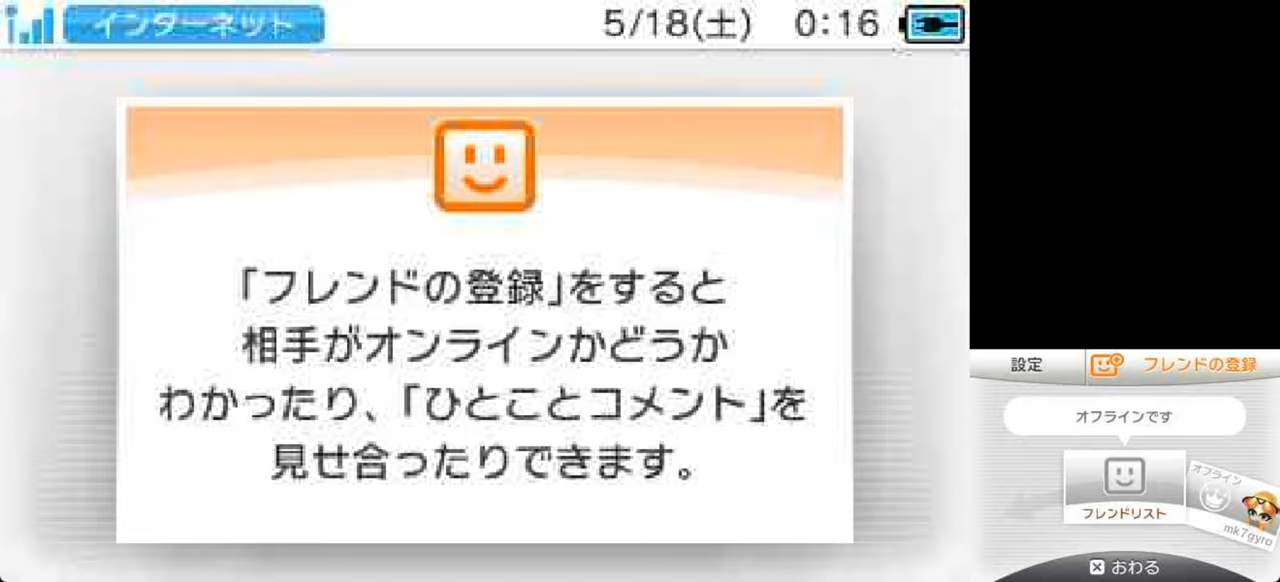 インターネット
5/18(土) 0:16
「フレンドの登録」をすると
相手がオンラインかどうか
わかったり、「ひとことコメント」を
見せ合ったりできます。
設定
フレンドの登録
オフラインです
フレンドリスト
オフライン
mk7gyro
おわる